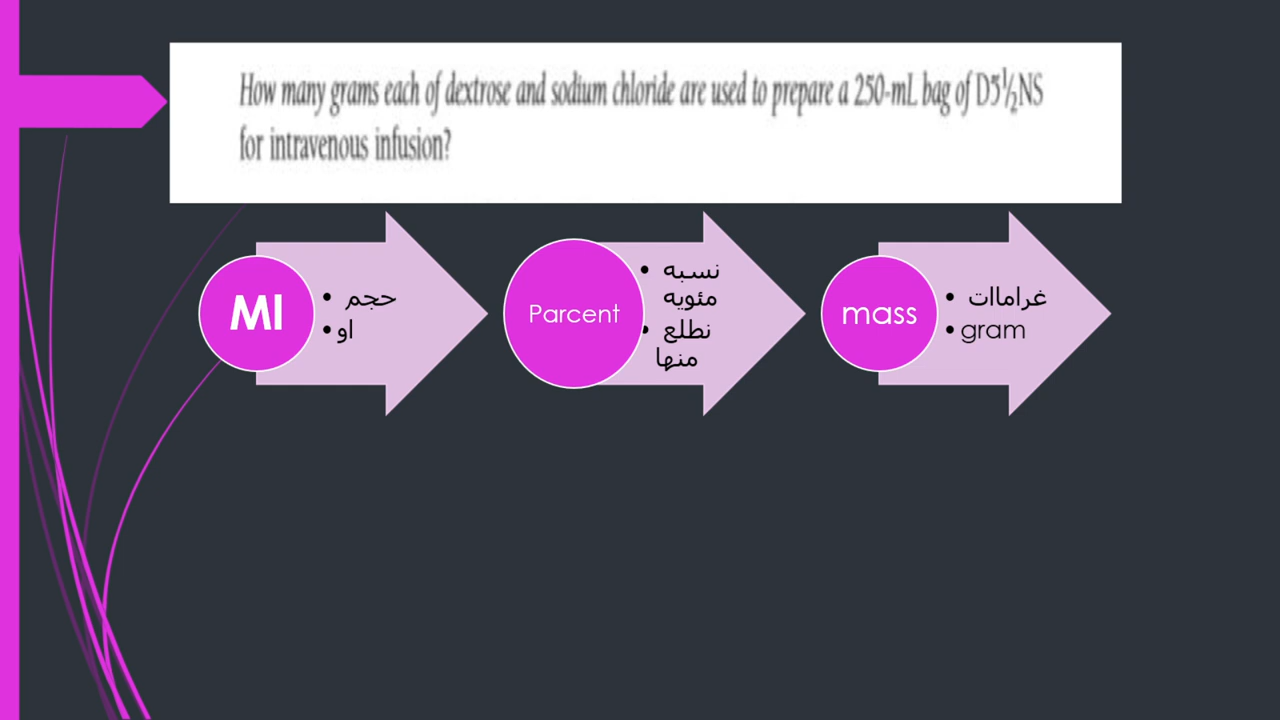 How many grams each of dextrose and sodium chloride are used to prepare a 250-mL bag of D5½NS
for intravenous infusion?
Ml
• حجم
• او
Parcent
• نسبه
مئويه
• نطلع
منها
mass
• غراماات
• gram